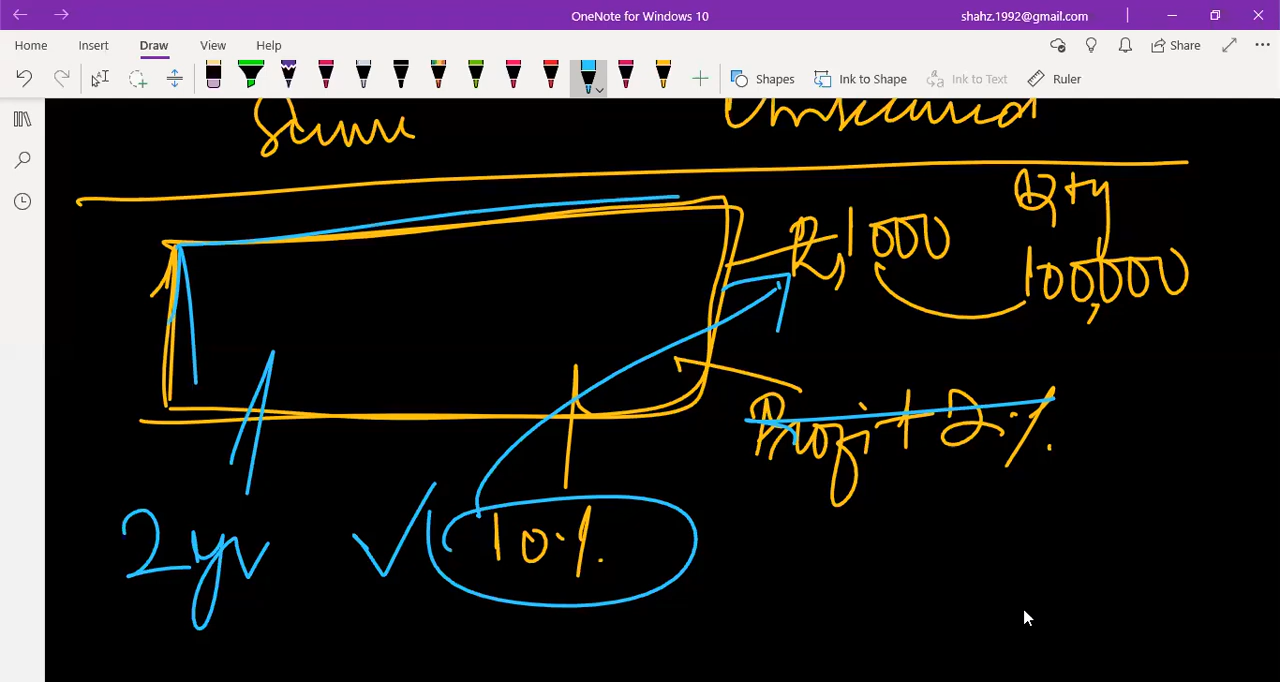 OneNote for Windows 10
shahz.1992@gmail.com
Home Insert Draw View Help
Share
Shapes
Ink to Shape
Ink to Text
Ruler
Qty
1000
100,000
Profit 2%
2yr
10%